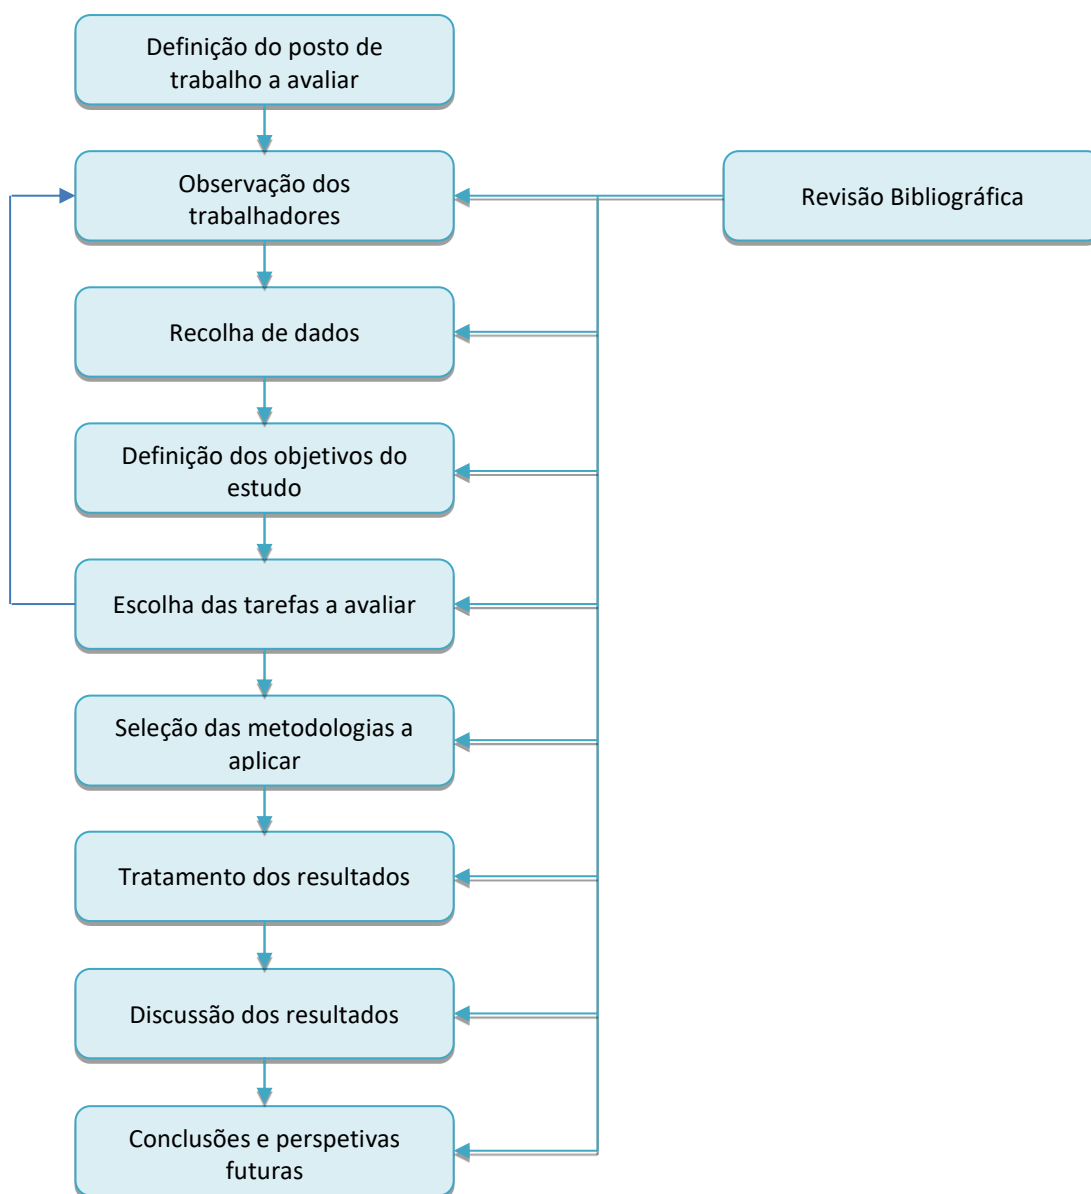 Definição do posto de
trabalho a avaliar
Observação dos
trabalhadores
Revisão Bibliográfica
Recolha de dados
Definição dos objetivos do
estudo
Escolha das tarefas a avaliar
Seleção das metodologias a
aplicar
Tratamento dos resultados
Discussão dos resultados
Conclusões e perspetivas
futuras